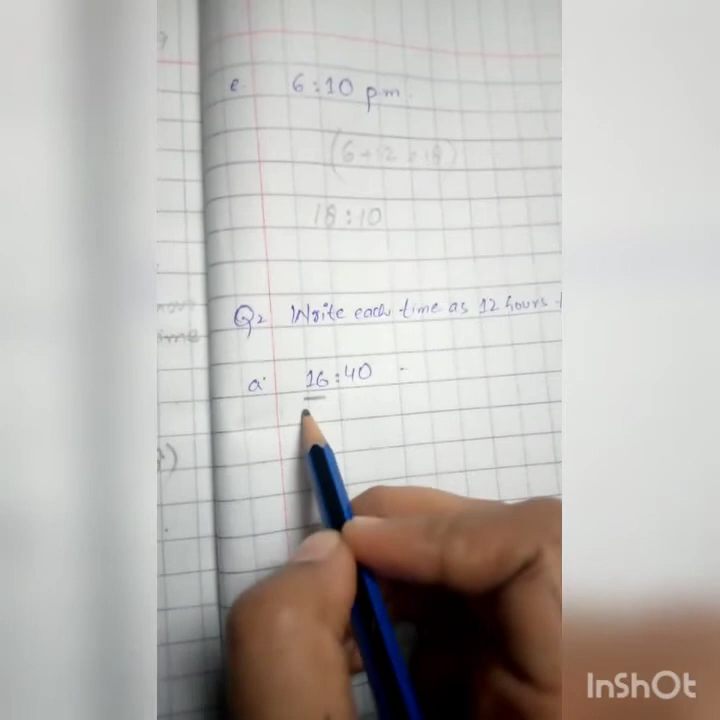 e. 6:10 pm.
(6+12=18)
18:10
Q2 Write each time as 12 hours
a. 16:40
InShOt